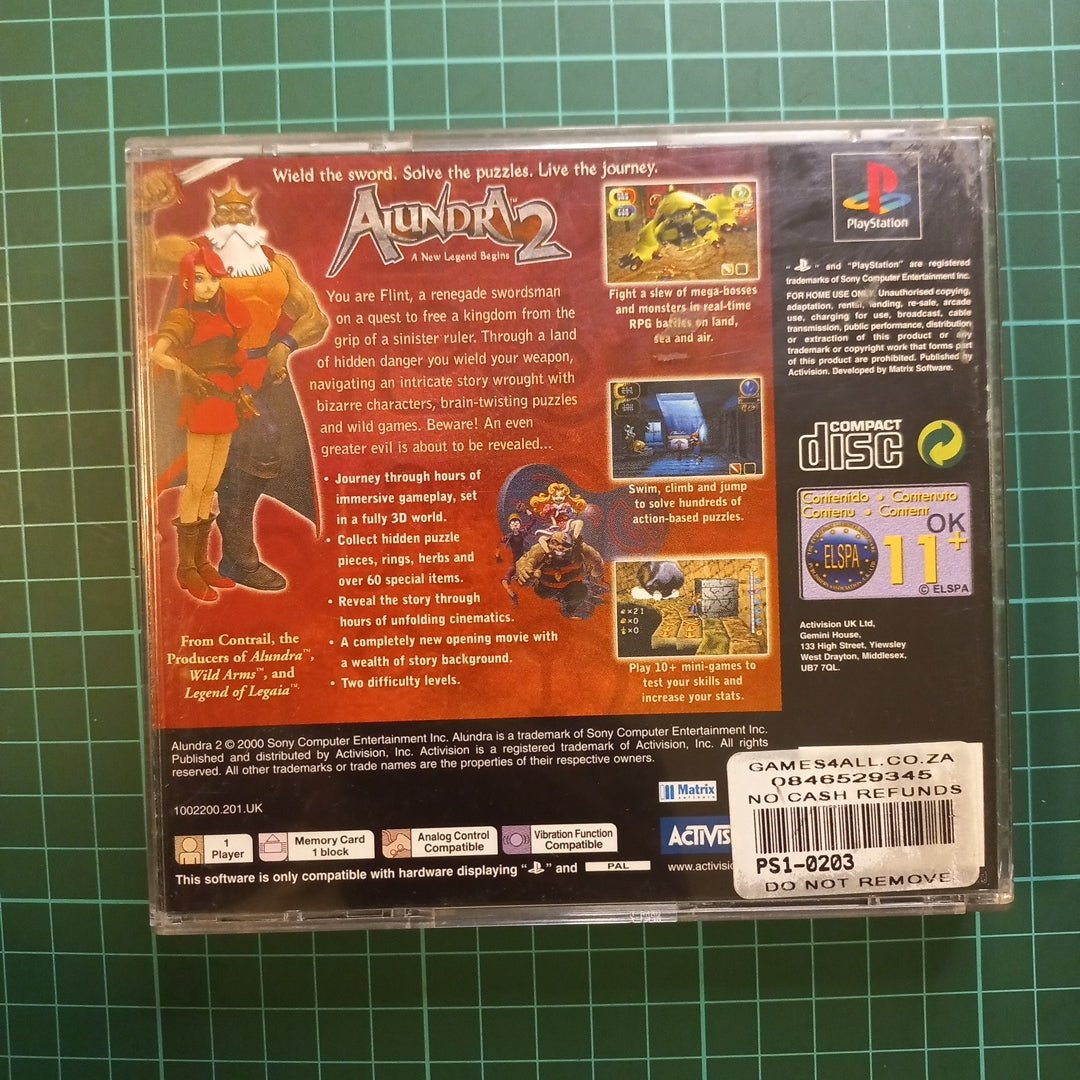 Wield the sword. Solve the puzzles. Live the journey.
ALUNDRA™ 2
A New Legend Begins
You are Flint, a renegade swordsman
on a quest to free a kingdom from the
grip of a sinister ruler. Through a land
of hidden danger you wield your weapon,
navigating an intricate story wrought with
bizarre characters, brain-twisting puzzles
and wild games. Beware! An even
greater evil is about to be revealed...
• Journey through hours of
immersive gameplay, set
in a fully 3D world.
• Collect hidden puzzle
pieces, rings, herbs and
over 60 special items.
• Reveal the story through
hours of unfolding cinematics.
• A completely new opening movie with
a wealth of story background.
• Two difficulty levels.
From Contrail, the
Producers of Alundra™,
Wild Arms™, and
Legend of Legaia™.
Fight a slew of mega-bosses
and monsters in real-time
RPG battles on land,
sea and air.
Swim, climb and jump
to solve hundreds of
action-based puzzles.
Play 10+ mini-games to
test your skills and
increase your stats.
PlayStation
" " and "PlayStation" are registered
trademarks of Sony Computer Entertainment Inc.
FOR HOME USE ONLY. Unauthorised copying,
adaptation, rental, lending, re-sale, arcade
use, charging for use, broadcast, cable
transmission, public performance, distribution
or extraction of this product or any
trademark or copyright work that forms part
of this product are prohibited. Published by
Activision. Developed by Matrix Software.
COMPACT
disc
Contenido • Contenuto
Contenu • Content
OK
ELSPA
11+
© ELSPA
Activision UK Ltd,
Gemini House,
133 High Street, Yiewsley
West Drayton, Middlesex,
UB7 7QL.
Alundra 2 © 2000 Sony Computer Entertainment Inc. Alundra is a trademark of Sony Computer Entertainment Inc.
Published and distributed by Activision, Inc. Activision is a registered trademark of Activision, Inc. All rights
reserved. All other trademarks or trade names are the properties of their respective owners.
1002200.201.UK
Matrix
software
ACTIVIS
www.activisi
1
Player
Memory Card
1 block
Analog Control
Compatible
Vibration Function
Compatible
This software is only compatible with hardware displaying " " and PAL
GAMES4ALL.CO.ZA
0846529345
NO CASH REFUNDS
PS1-0203
DO NOT REMOVE